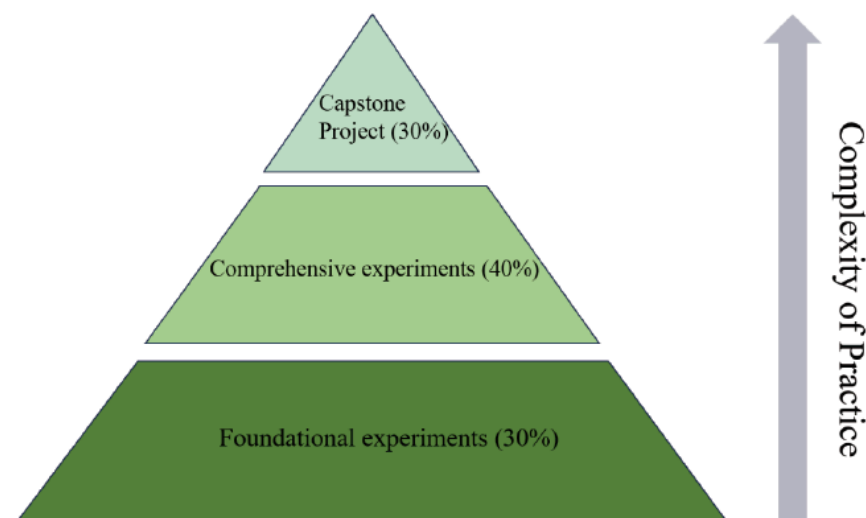 Capstone
Project (30%)
Comprehensive experiments (40%)
Foundational experiments (30%)
Complexity of Practice